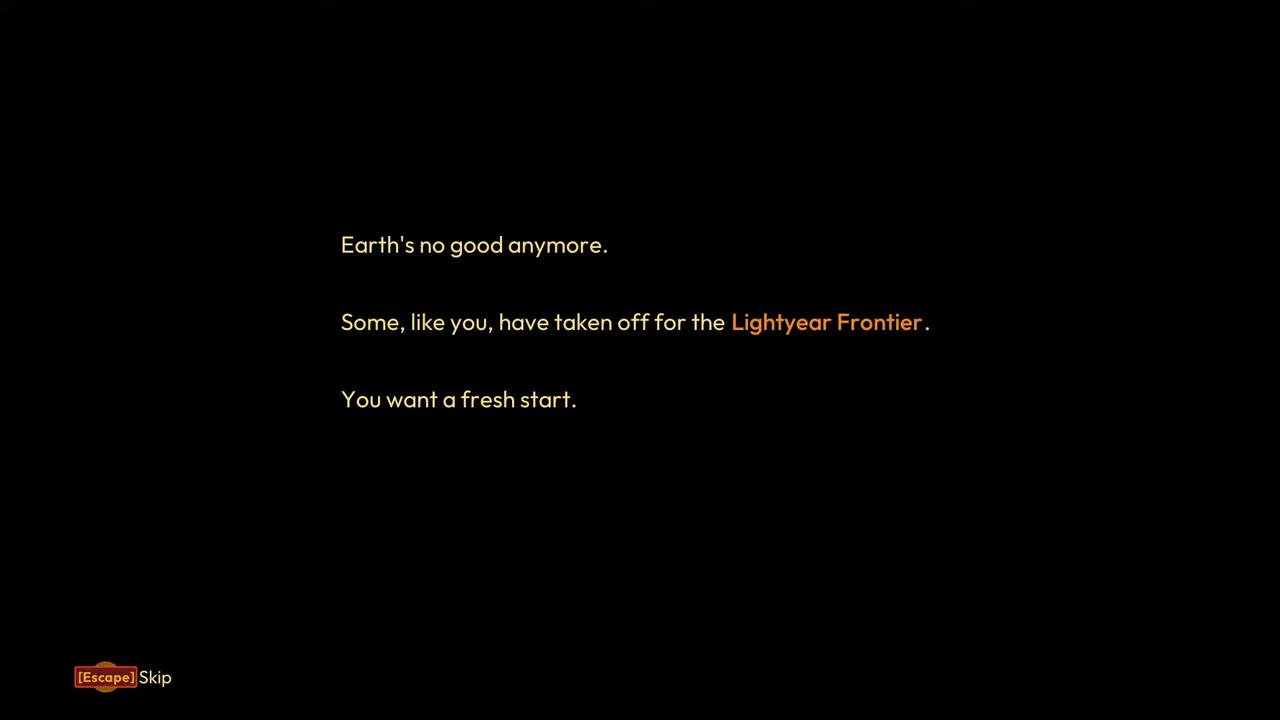 Earth's no good anymore.
Some, like you, have taken off for the Lightyear Frontier.
You want a fresh start.
[Escape] Skip